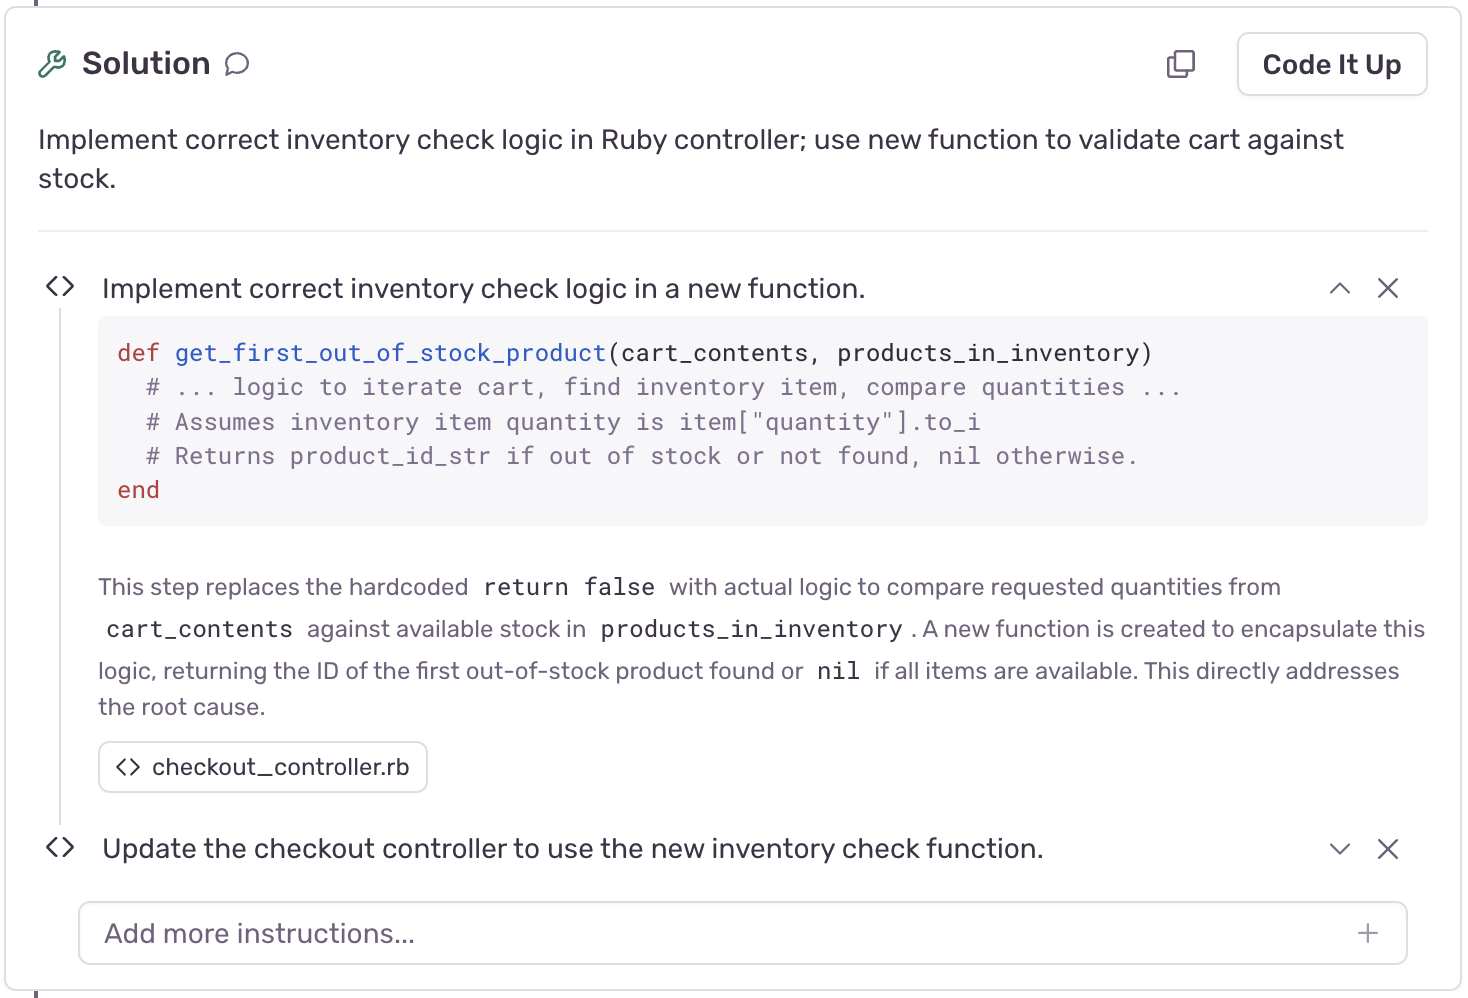 Solution
Code It Up
Implement correct inventory check logic in Ruby controller; use new function to validate cart against
stock.
Implement correct inventory check logic in a new function.
def get_first_out_of_stock_product(cart_contents, products_in_inventory)
  # ... logic to iterate cart, find inventory item, compare quantities ...
  # Assumes inventory item quantity is item["quantity"].to_i
  # Returns product_id_str if out of stock or not found, nil otherwise.
end
This step replaces the hardcoded return false with actual logic to compare requested quantities from
cart_contents against available stock in products_in_inventory . A new function is created to encapsulate this
logic, returning the ID of the first out-of-stock product found or nil if all items are available. This directly addresses
the root cause.
<> checkout_controller.rb
Update the checkout controller to use the new inventory check function.
Add more instructions...